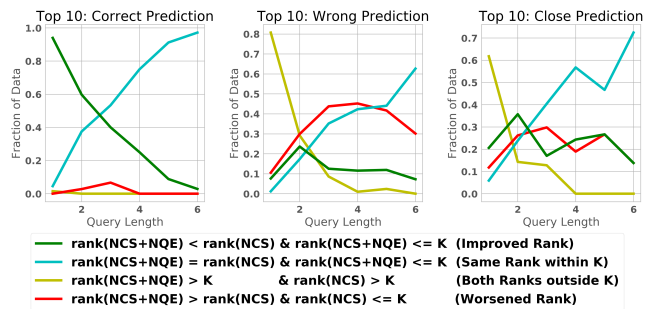 Top 10: Correct Prediction
Top 10: Wrong Prediction
Top 10: Close Prediction
Fraction of Data
1.0
0.8
0.6
0.4
0.2
0.0
2
4
6
Query Length
Fraction of Data
0.8
0.7
0.6
0.5
0.4
0.3
0.2
0.1
0.0
2
4
6
Query Length
Fraction of Data
0.7
0.6
0.5
0.4
0.3
0.2
0.1
0.0
2
4
6
Query Length
rank(NCS+NQE) < rank(NCS) & rank(NCS+NQE) <= K (Improved Rank)
rank(NCS+NQE) = rank(NCS) & rank(NCS+NQE) <= K (Same Rank within K)
rank(NCS+NQE) > K & rank(NCS) > K (Both Ranks outside K)
rank(NCS+NQE) > rank(NCS) & rank(NCS) <= K (Worsened Rank)